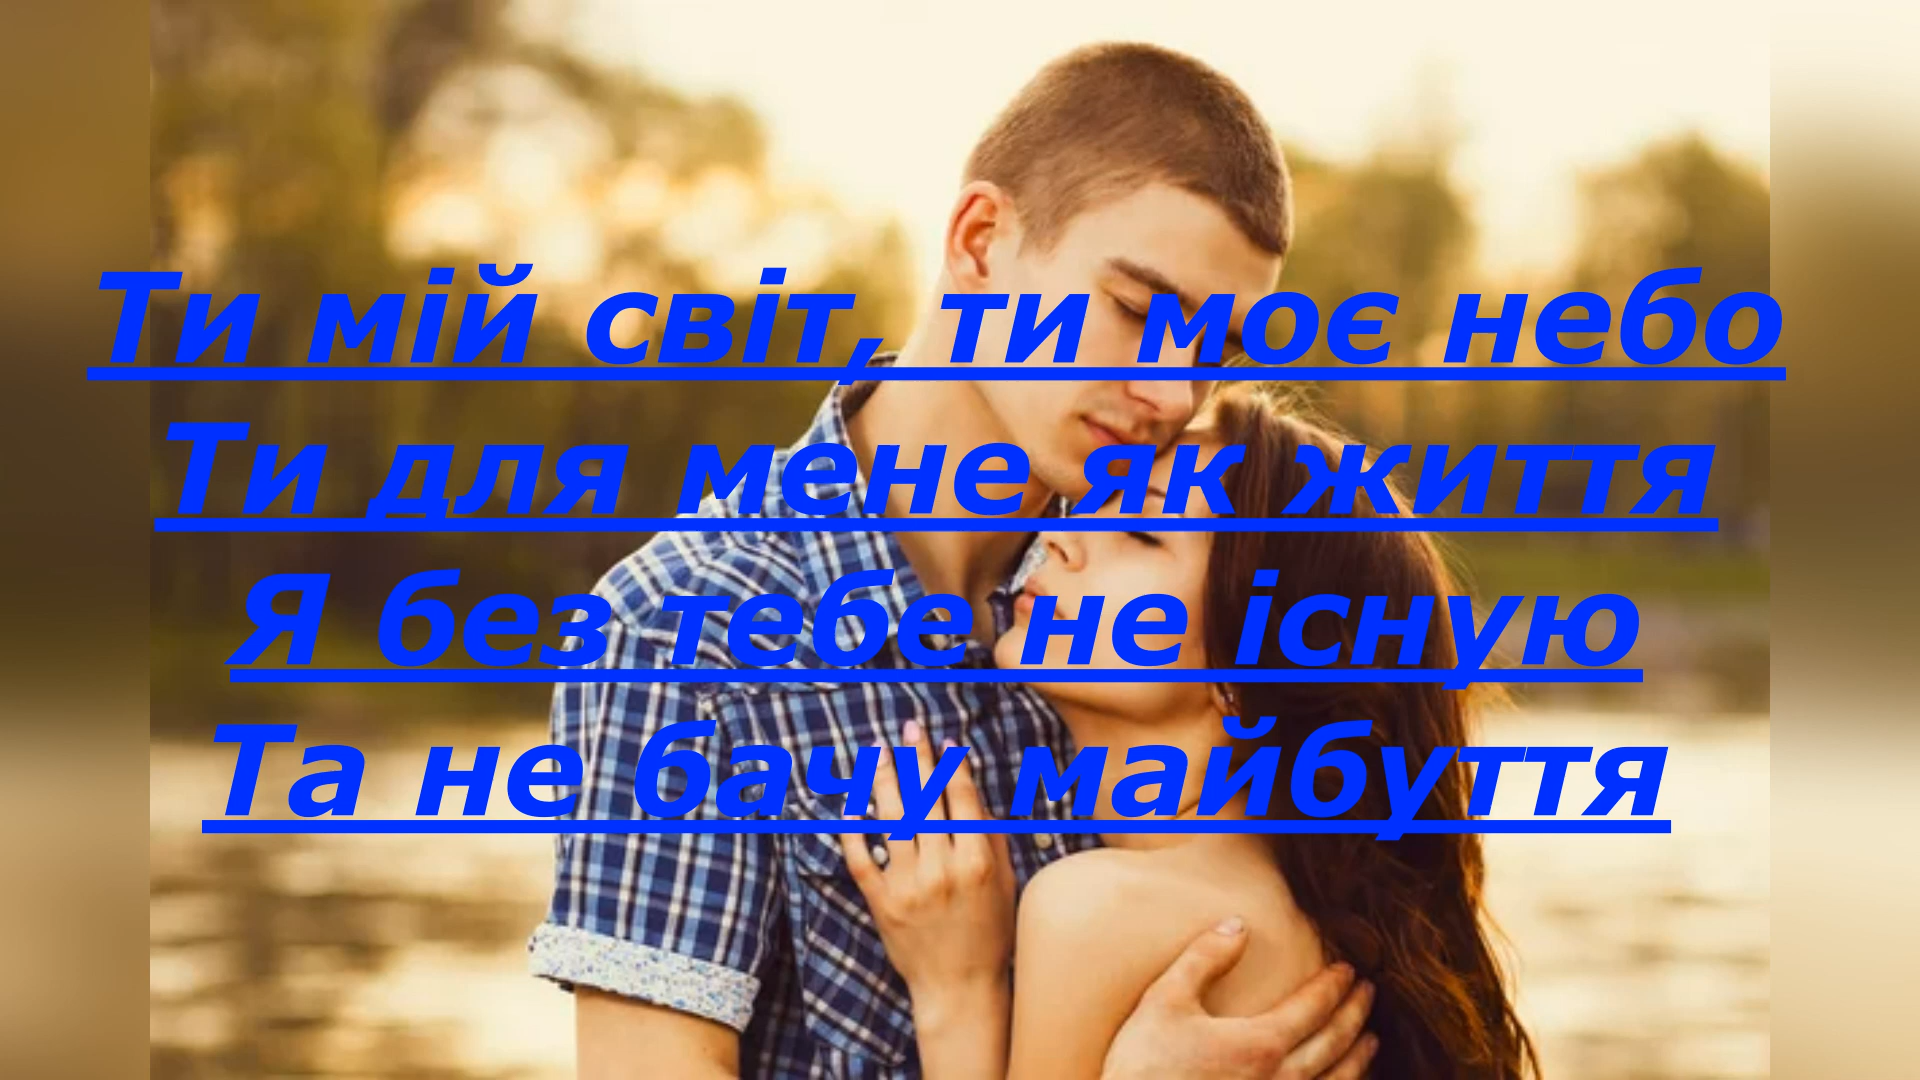 Ти мій світ, ти моє небо
Ти для мене як життя
Я без тебе не існую
Та не бачу майбуття